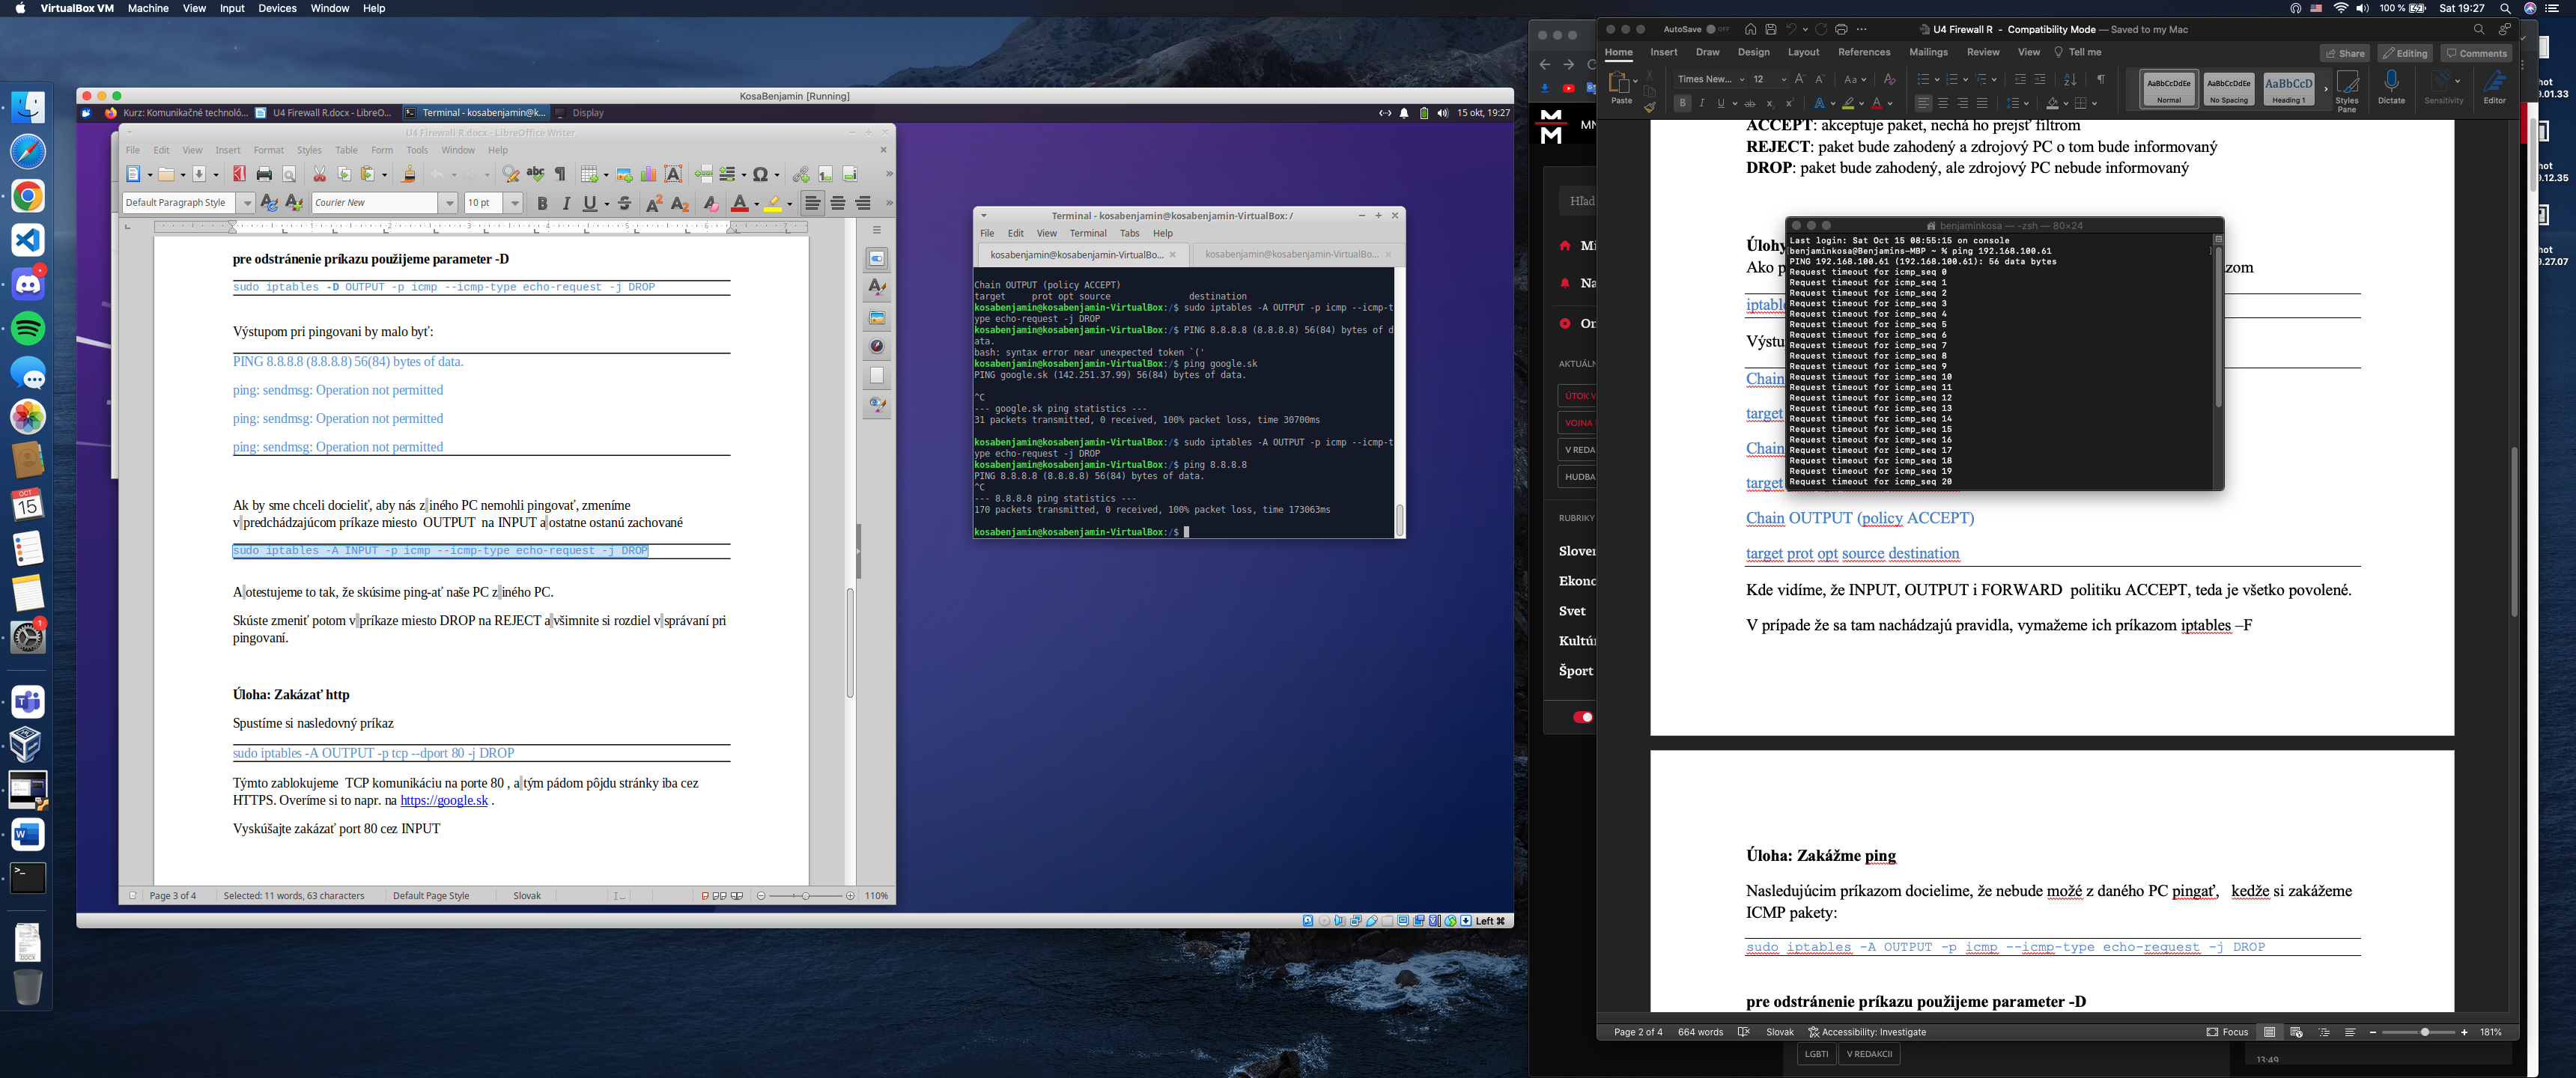 VirtualBox VM Machine View Input Devices Window Help
100 % Sat 19:27
KosaBenjamin [Running]
Kurz: Komunikačné technoló... U4 Firewall R.docx - LibreO... Terminal - kosabenjamin@k... Display
15 okt, 19:27
U4 Firewall R.docx - LibreOffice Writer
File Edit View Insert Format Styles Table Form Tools Window Help
Default Paragraph Style Courier New 10 pt
pre odstránenie príkazu použijeme parameter -D
sudo iptables -D OUTPUT -p icmp --icmp-type echo-request -j DROP
Výstupom pri pingovani by malo byť:
PING 8.8.8.8 (8.8.8.8) 56(84) bytes of data.
ping: sendmsg: Operation not permitted
ping: sendmsg: Operation not permitted
ping: sendmsg: Operation not permitted
Ak by sme chceli docieliť, aby nás z iného PC nemohli pingovať, zmeníme
v predchádzajúcom príkaze miesto OUTPUT na INPUT a ostatne ostanú zachované
sudo iptables -A INPUT -p icmp --icmp-type echo-request -j DROP
A otestujeme to tak, že skúsime ping-ať naše PC z iného PC.
Skúste zmeniť potom v príkaze miesto DROP na REJECT a všimnite si rozdiel v správaní pri
pingovaní.
Úloha: Zakázať http
Spustíme si nasledovný príkaz
sudo iptables -A OUTPUT -p tcp --dport 80 -j DROP
Týmto zablokujeme TCP komunikáciu na porte 80 , a tým pádom pôjdu stránky iba cez
HTTPS. Overíme si to napr. na https://google.sk .
Vyskúšajte zakázať port 80 cez INPUT
Page 3 of 4 Selected: 11 words, 63 characters Default Page Style Slovak 110%
Terminal - kosabenjamin@kosabenjamin-VirtualBox: /
File Edit View Terminal Tabs Help
kosabenjamin@kosabenjamin-VirtualBo... kosabenjamin@kosabenjamin-VirtualBo...
Chain OUTPUT (policy ACCEPT)
target prot opt source destination
kosabenjamin@kosabenjamin-VirtualBox:/$ sudo iptables -A OUTPUT -p icmp --icmp-t
ype echo-request -j DROP
kosabenjamin@kosabenjamin-VirtualBox:/$ PING 8.8.8.8 (8.8.8.8) 56(84) bytes of d
ata.
bash: syntax error near unexpected token `('
kosabenjamin@kosabenjamin-VirtualBox:/$ ping google.sk
PING google.sk (142.251.37.99) 56(84) bytes of data.
^C
--- google.sk ping statistics ---
31 packets transmitted, 0 received, 100% packet loss, time 30700ms
kosabenjamin@kosabenjamin-VirtualBox:/$ sudo iptables -A OUTPUT -p icmp --icmp-t
ype echo-request -j DROP
kosabenjamin@kosabenjamin-VirtualBox:/$ ping 8.8.8.8
PING 8.8.8.8 (8.8.8.8) 56(84) bytes of data.
^C
--- 8.8.8.8 ping statistics ---
170 packets transmitted, 0 received, 100% packet loss, time 173063ms
kosabenjamin@kosabenjamin-VirtualBox:/$
Left ⌘
OCT
15
M
M
MN
Hľad
AKTUÁLN
ÚTOK V
VOJNA
V REDA
HUDBA
RUBRIKY
Slover
Ekono
Svet
Kultúr
Šport
LGBTI V REDAKCII
13:49
AutoSave OFF U4 Firewall R - Compatibility Mode — Saved to my Mac
Home Insert Draw Design Layout References Mailings Review View Tell me Share Editing Comments
Paste Times New... 12 AaBbCcDdEe Normal AaBbCcDdEe No Spacing AaBbCcD Heading 1 Styles Pane Dictate Sensitivity Editor
ACCEPT: akceptuje paket, nechá ho prejsť filtrom
REJECT: paket bude zahodený a zdrojový PC o tom bude informovaný
DROP: paket bude zahodený, ale zdrojový PC nebude informovaný
Úlohy
Ako p
zom
iptabl
Výstu
Chain
target
Chain
target
Chain OUTPUT (policy ACCEPT)
target prot opt source destination
Kde vidíme, že INPUT, OUTPUT i FORWARD politiku ACCEPT, teda je všetko povolené.
V prípade že sa tam nachádzajú pravidla, vymažeme ich príkazom iptables –F
Úloha: Zakážme ping
Nasledujúcim príkazom docielime, že nebude možé z daného PC pingať, kedže si zakážeme
ICMP pakety:
sudo iptables -A OUTPUT -p icmp --icmp-type echo-request -j DROP
pre odstránenie príkazu použijeme parameter -D
Page 2 of 4 664 words Slovak Accessibility: Investigate Focus 181%
benjaminkosa — -zsh — 80×24
Last login: Sat Oct 15 08:55:15 on console
benjaminkosa@Benjamins-MBP ~ % ping 192.168.100.61
PING 192.168.100.61 (192.168.100.61): 56 data bytes
Request timeout for icmp_seq 0
Request timeout for icmp_seq 1
Request timeout for icmp_seq 2
Request timeout for icmp_seq 3
Request timeout for icmp_seq 4
Request timeout for icmp_seq 5
Request timeout for icmp_seq 6
Request timeout for icmp_seq 7
Request timeout for icmp_seq 8
Request timeout for icmp_seq 9
Request timeout for icmp_seq 10
Request timeout for icmp_seq 11
Request timeout for icmp_seq 12
Request timeout for icmp_seq 13
Request timeout for icmp_seq 14
Request timeout for icmp_seq 15
Request timeout for icmp_seq 16
Request timeout for icmp_seq 17
Request timeout for icmp_seq 18
Request timeout for icmp_seq 19
Request timeout for icmp_seq 20